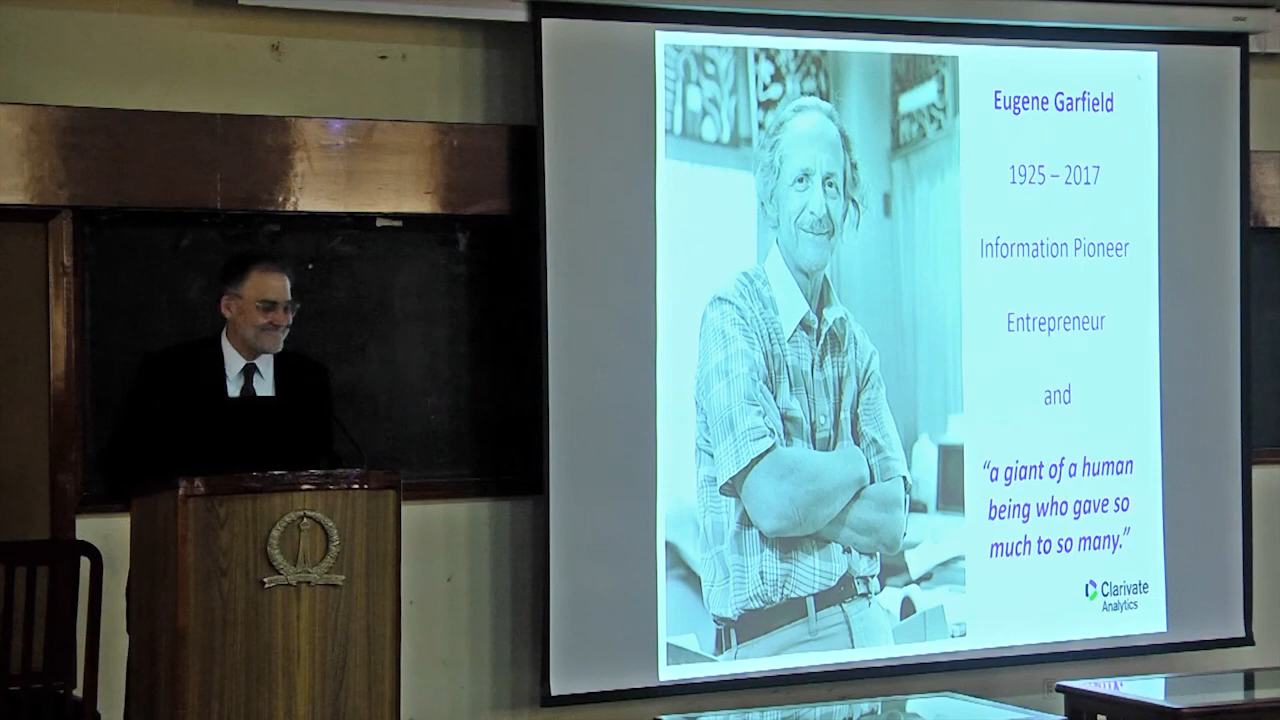 Eugene Garfield
1925 – 2017
Information Pioneer
Entrepreneur
and
“a giant of a human
being who gave so
much to so many.”
Clarivate
Analytics